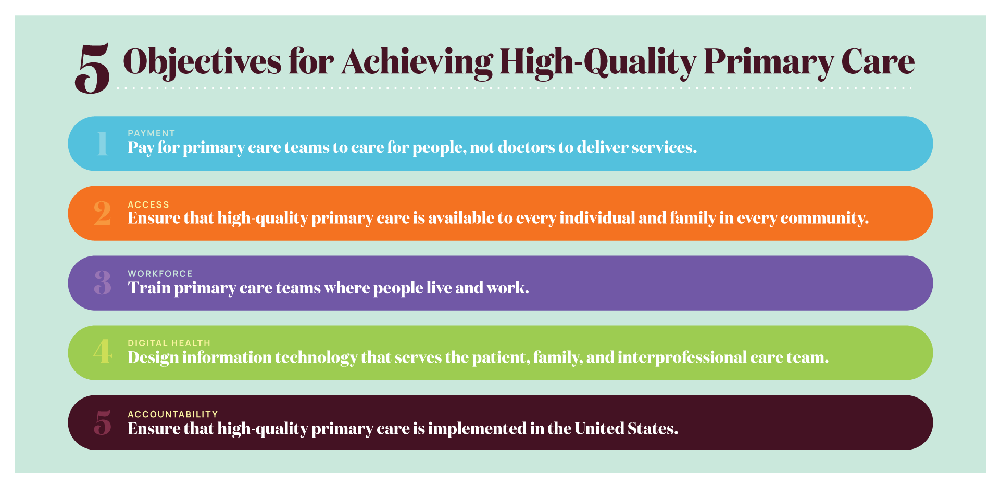 5 Objectives for Achieving High-Quality Primary Care
1
PAYMENT
Pay for primary care teams to care for people, not doctors to deliver services.
2
ACCESS
Ensure that high-quality primary care is available to every individual and family in every community.
3
WORKFORCE
Train primary care teams where people live and work.
4
DIGITAL HEALTH
Design information technology that serves the patient, family, and interprofessional care team.
5
ACCOUNTABILITY
Ensure that high-quality primary care is implemented in the United States.